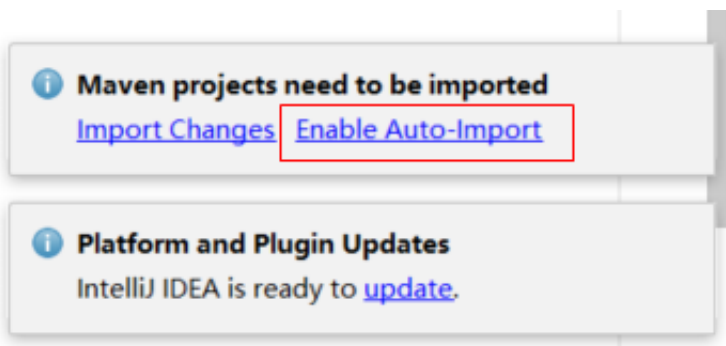 Maven projects need to be imported
Import Changes Enable Auto-Import
Platform and Plugin Updates
IntelliJ IDEA is ready to update.